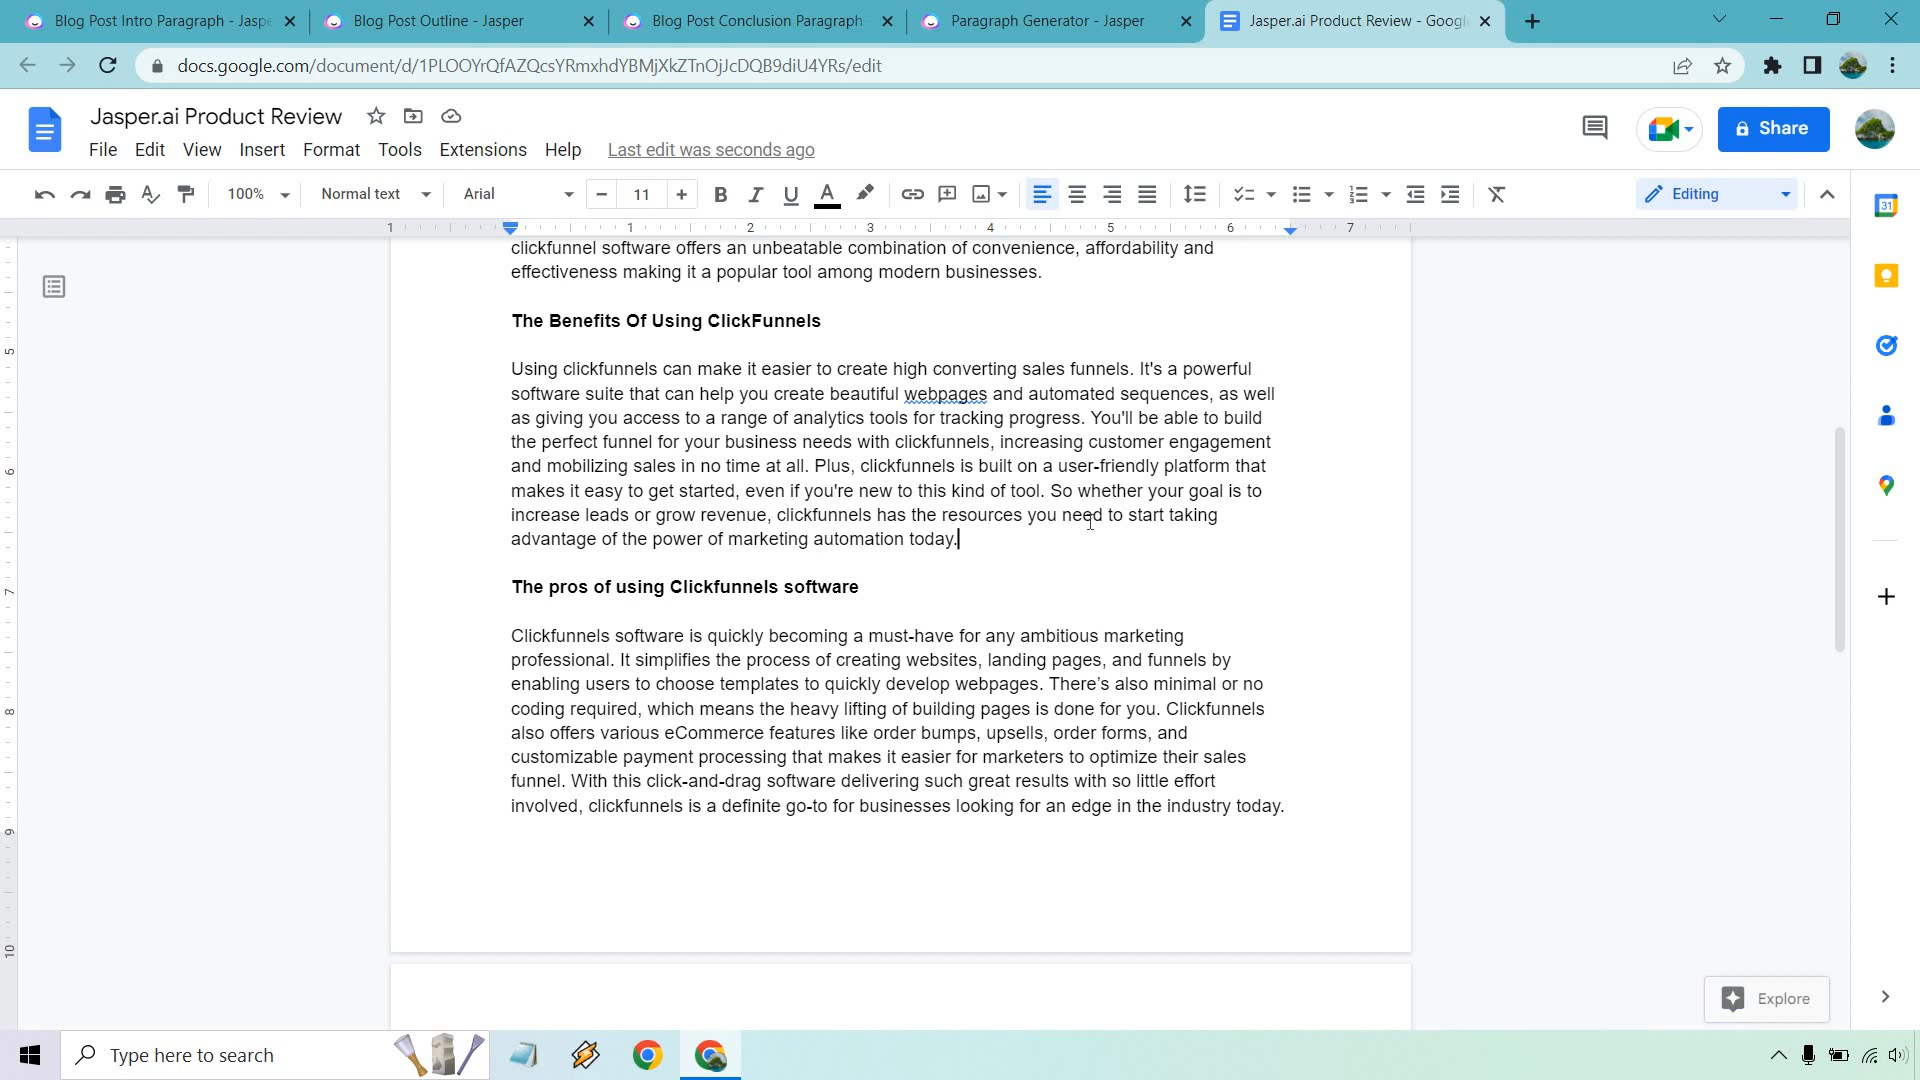 Blog Post Intro Paragraph - Jaspe
Blog Post Outline - Jasper
Blog Post Conclusion Paragraph
Paragraph Generator - Jasper
Jasper.ai Product Review - Googl
docs.google.com/document/d/1PLOOYrQfAZQcsYRmxhdYBMjXkZTnOjJcDQB9diU4YRs/edit
Jasper.ai Product Review
Share
File Edit View Insert Format Tools Extensions Help Last edit was seconds ago
100% Normal text Arial 11 Editing
1 1 2 3 4 5 6 7
clickfunnel software offers an unbeatable combination of convenience, affordability and
effectiveness making it a popular tool among modern businesses.
The Benefits Of Using ClickFunnels
Using clickfunnels can make it easier to create high converting sales funnels. It's a powerful
software suite that can help you create beautiful webpages and automated sequences, as well
as giving you access to a range of analytics tools for tracking progress. You'll be able to build
the perfect funnel for your business needs with clickfunnels, increasing customer engagement
and mobilizing sales in no time at all. Plus, clickfunnels is built on a user-friendly platform that
makes it easy to get started, even if you're new to this kind of tool. So whether your goal is to
increase leads or grow revenue, clickfunnels has the resources you need to start taking
advantage of the power of marketing automation today.
The pros of using Clickfunnels software
Clickfunnels software is quickly becoming a must-have for any ambitious marketing
professional. It simplifies the process of creating websites, landing pages, and funnels by
enabling users to choose templates to quickly develop webpages. There’s also minimal or no
coding required, which means the heavy lifting of building pages is done for you. Clickfunnels
also offers various eCommerce features like order bumps, upsells, order forms, and
customizable payment processing that makes it easier for marketers to optimize their sales
funnel. With this click-and-drag software delivering such great results with so little effort
involved, clickfunnels is a definite go-to for businesses looking for an edge in the industry today.
5
6
7
8
9
10
31
Explore
Type here to search